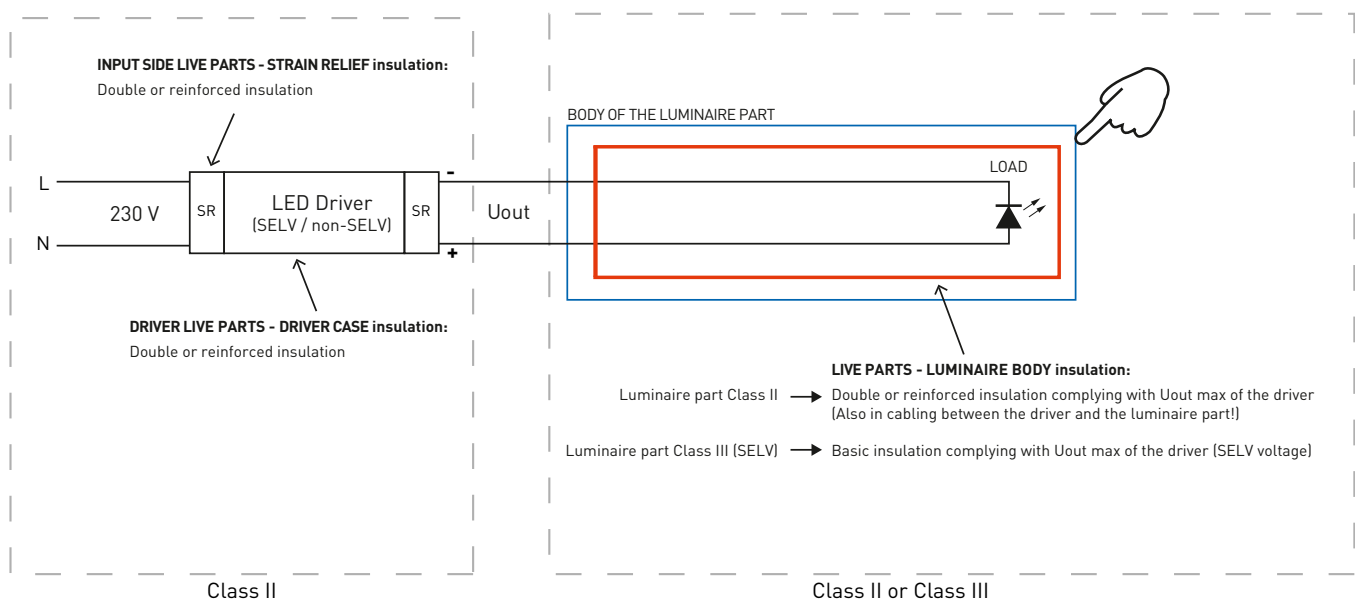 INPUT SIDE LIVE PARTS - STRAIN RELIEF insulation:
Double or reinforced insulation
BODY OF THE LUMINAIRE PART
LOAD
L
230 V
N
SR
LED Driver
(SELV / non-SELV)
SR
-
Uout
+
DRIVER LIVE PARTS - DRIVER CASE insulation:
Double or reinforced insulation
LIVE PARTS - LUMINAIRE BODY insulation:
Luminaire part Class II
Double or reinforced insulation complying with Uout max of the driver
(Also in cabling between the driver and the luminaire part!)
Luminaire part Class III (SELV)
Basic insulation complying with Uout max of the driver (SELV voltage)
Class II
Class II or Class III